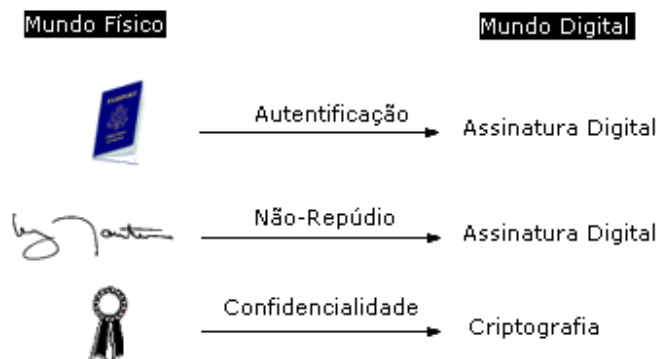 Mundo Físico
Mundo Digital
Autentificação
Assinatura Digital
Não-Repúdio
Assinatura Digital
Confidencialidade
Criptografia